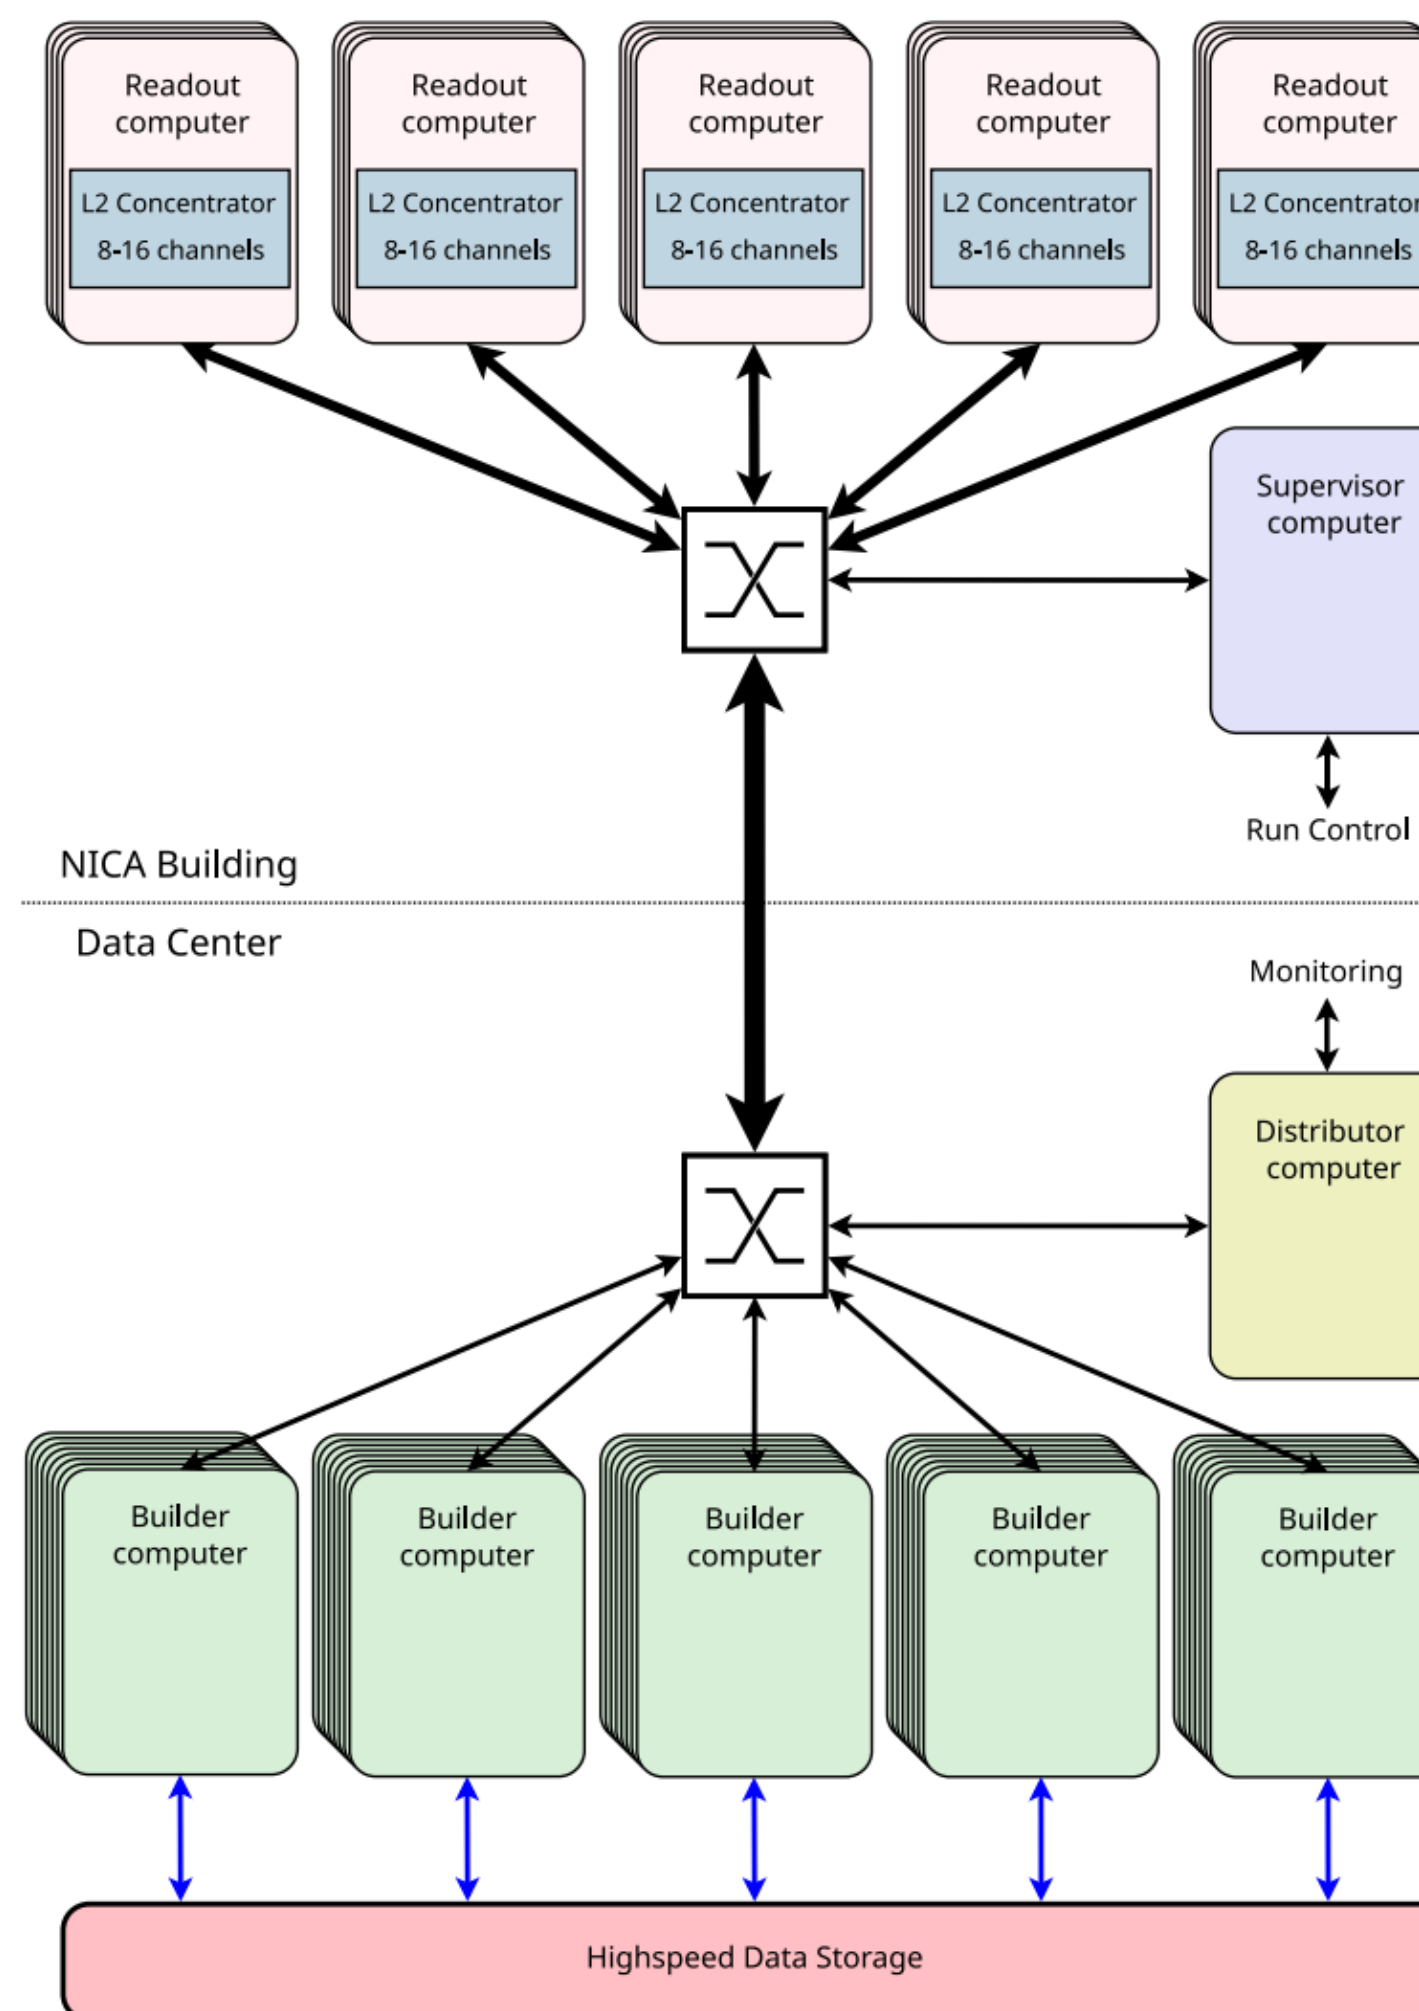 Readout
computer
L2 Concentrator
8-16 channels
Readout
computer
L2 Concentrator
8-16 channels
Readout
computer
L2 Concentrator
8-16 channels
Readout
computer
L2 Concentrator
8-16 channels
Readout
computer
L2 Concentrator
8-16 channels
Supervisor
computer
Run Control
NICA Building
Data Center
Monitoring
Distributor
computer
Builder
computer
Builder
computer
Builder
computer
Builder
computer
Builder
computer
Highspeed Data Storage